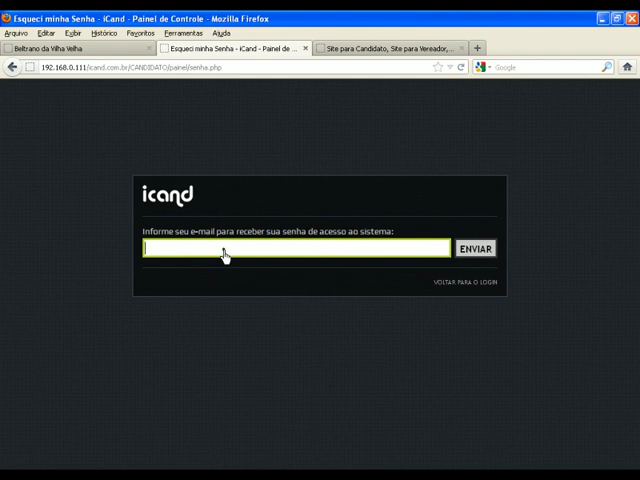 Esqueci minha Senha - iCand - Painel de Controle - Mozilla Firefox
Arquivo Editar Exibir Histórico Favoritos Ferramentas Ajuda
Beltrano da Vilha Velha
Esqueci minha Senha - iCand - Painel de ...
Site para Candidato, Site para Vereador,...
192.168.0.111/icand.com.br/CANDIDATO/painel/senha.php
Google
icand
Informe seu e-mail para receber sua senha de acesso ao sistema:
ENVIAR
VOLTAR PARA O LOGIN